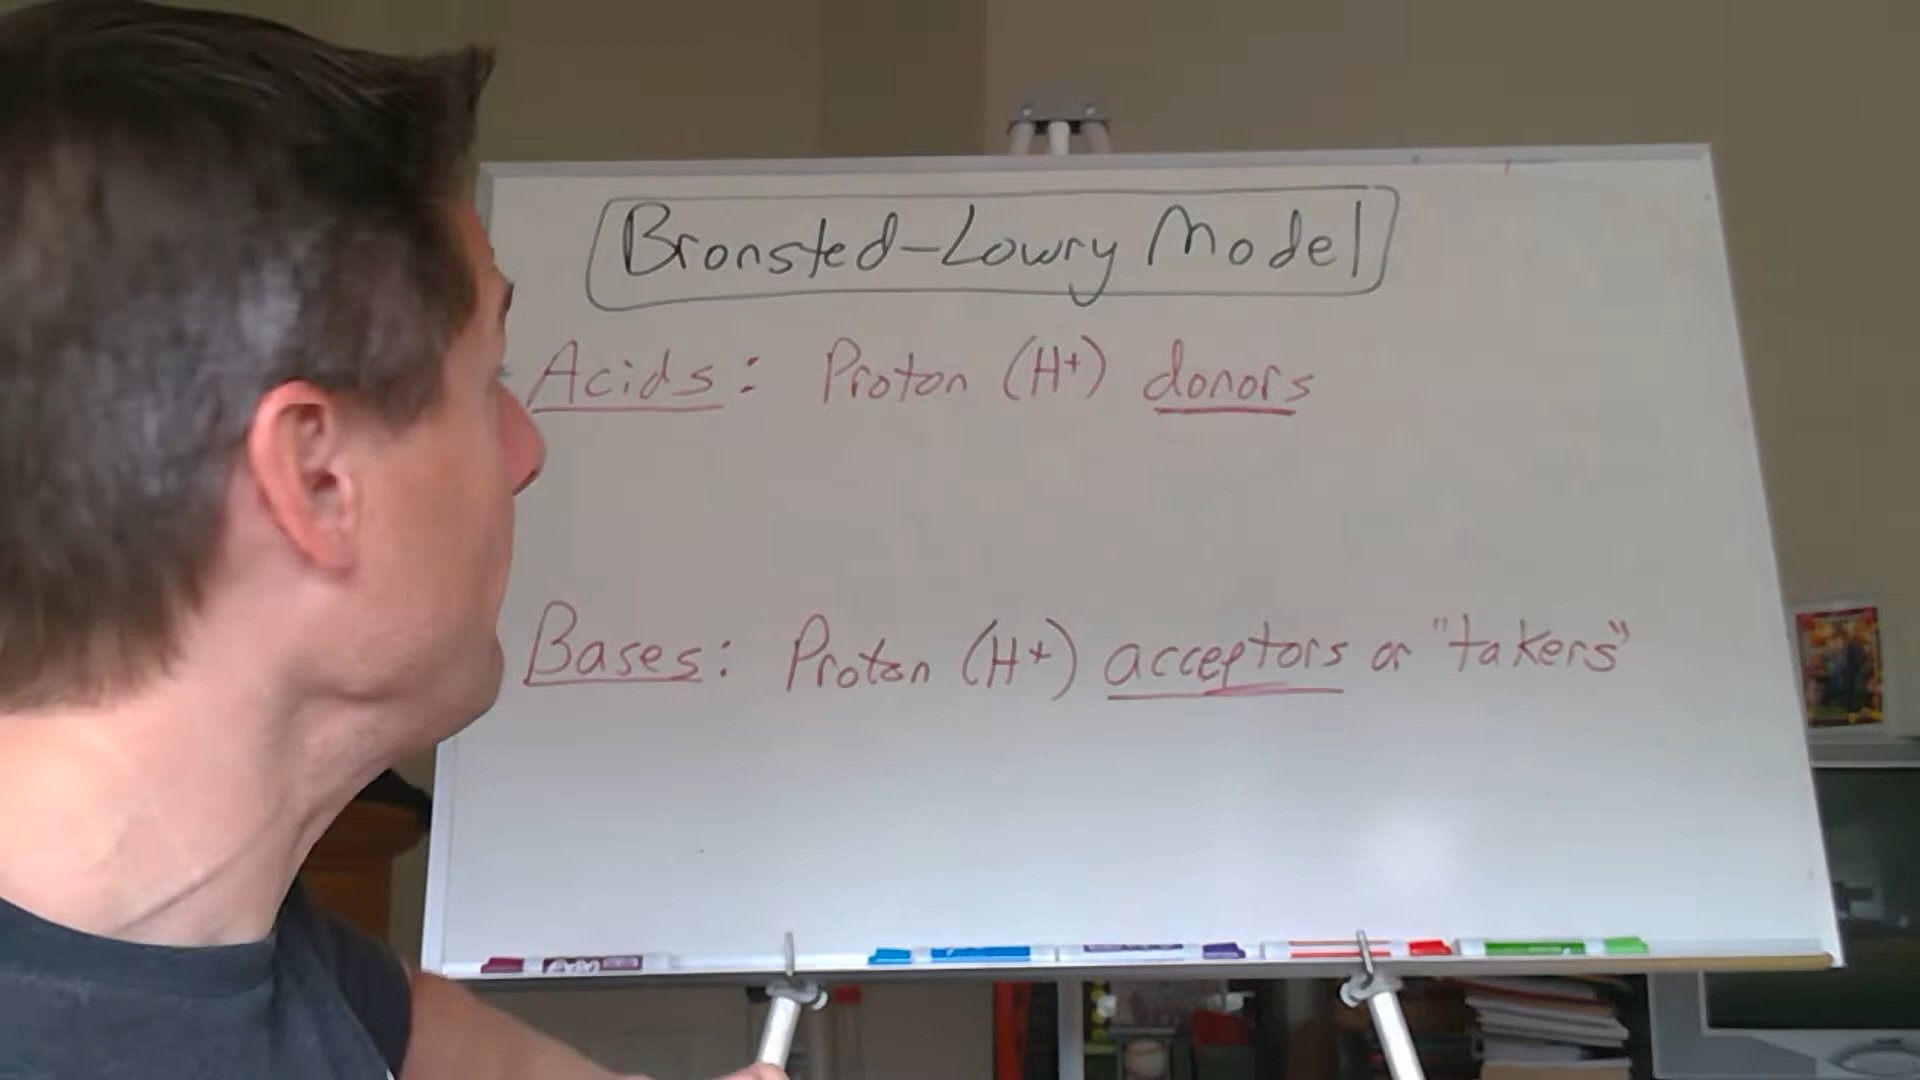 Bronsted-Lowry Model
Acids: Proton (H+) donors
Bases: Proton (H+) acceptors or "takers"